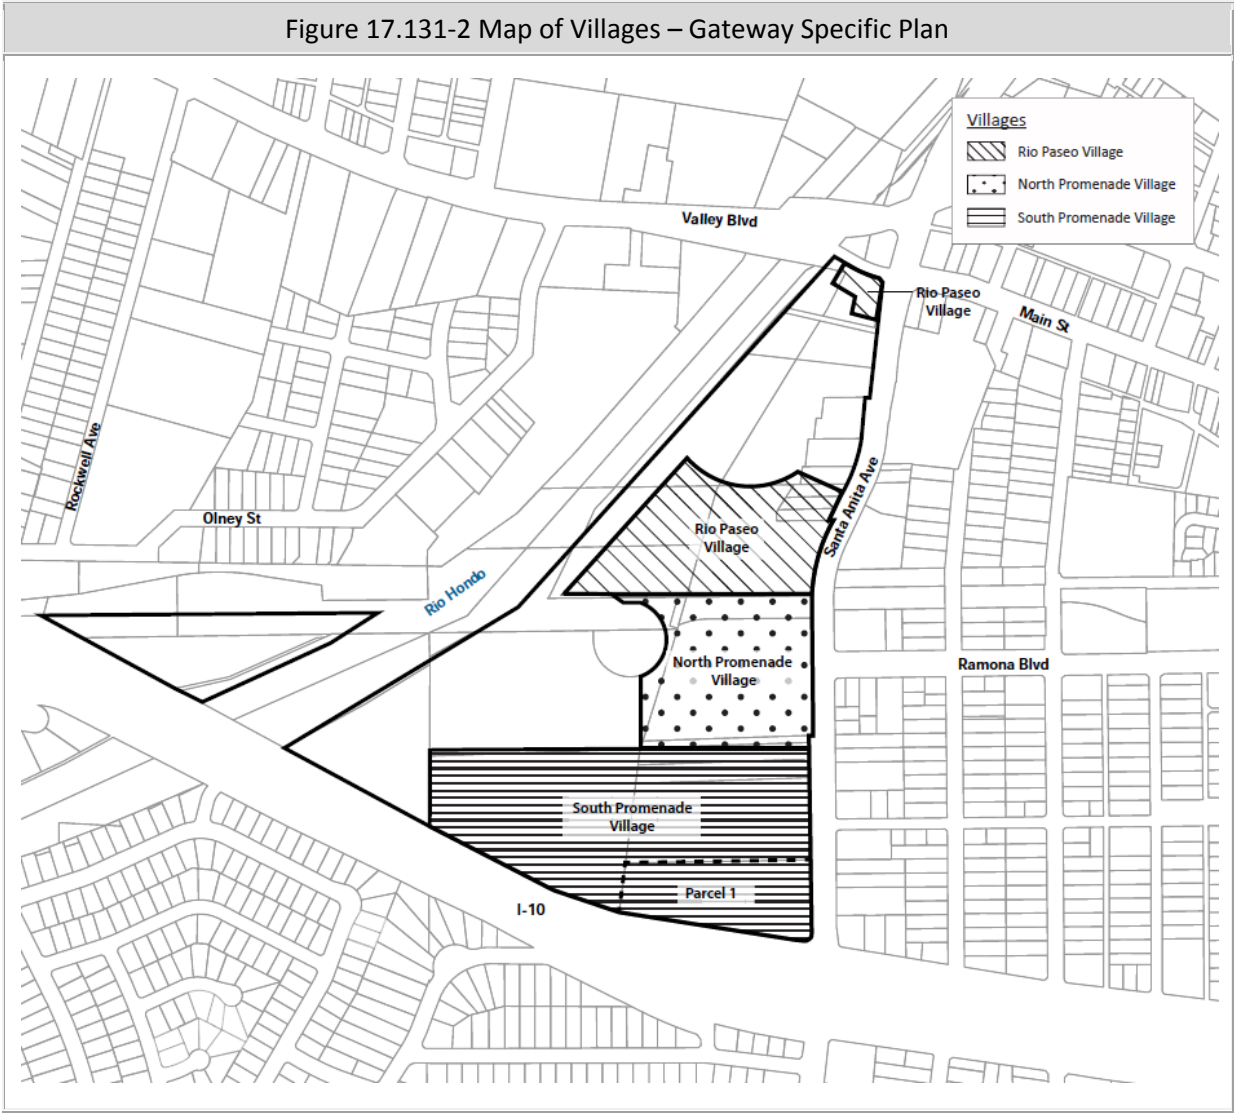 Figure 17.131-2 Map of Villages – Gateway Specific Plan
Villages
Rio Paseo Village
North Promenade Village
South Promenade Village
Valley Blvd
Rio Paseo
Village
Main St
Rockwell Ave
Santa Anita Ave
Olney St
Rio Paseo
Village
Rio Hondo
North Promenade
Village
Ramona Blvd
South Promenade
Village
Parcel 1
I-10